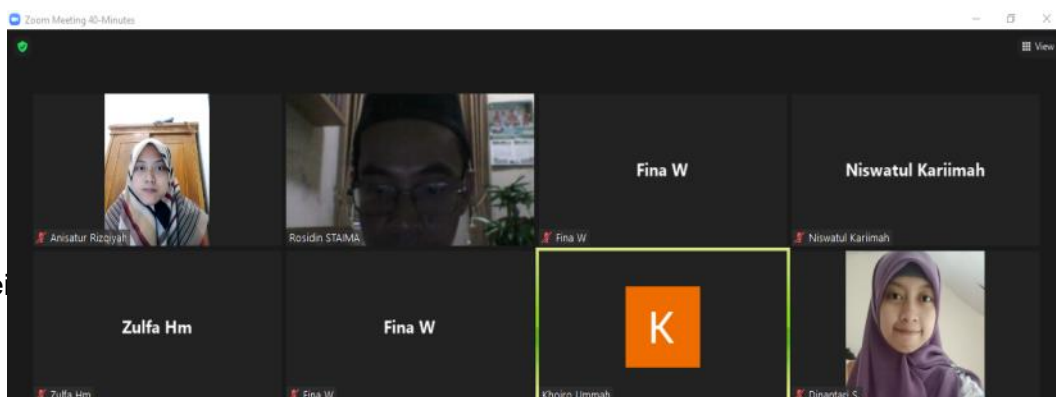 Zoom Meeting 40-Minutes
View
Fina W
Niswatul Kariimah
Anisatur Rizqiyah
Rosidin STAIMA
Fina W
Niswatul Kariimah
Zulfa Hm
Fina W
K
Zulfa Hm
Fina W
Khoiro Ummah
Dinantari S